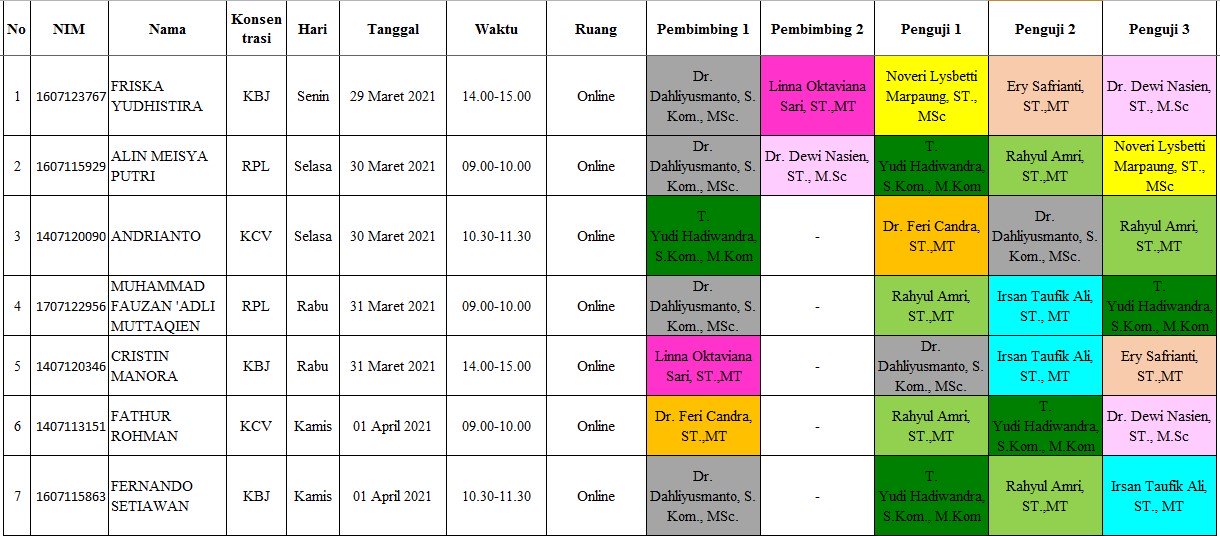 No NIM Nama Konsen trasi Hari Tanggal Waktu Ruang Pembimbing 1 Pembimbing 2 Penguji 1 Penguji 2 Penguji 3
1 1607123767 FRISKA YUDHISTIRA KBJ Senin 29 Maret 2021 14.00-15.00 Online Dr. Dahliyusmanto, S. Kom., MSc. Linna Oktaviana Sari, ST.,MT Noveri Lysbetti Marpaung, ST., MSc Ery Safrianti, ST.,MT Dr. Dewi Nasien, ST., M.Sc
2 1607115929 ALIN MEISYA PUTRI RPL Selasa 30 Maret 2021 09.00-10.00 Online Dr. Dahliyusmanto, S. Kom., MSc. Dr. Dewi Nasien, ST., M.Sc T. Yudi Hadiwandra, S.Kom., M.Kom Rahyul Amri, ST.,MT Noveri Lysbetti Marpaung, ST., MSc
3 1407120090 ANDRIANTO KCV Selasa 30 Maret 2021 10.30-11.30 Online T. Yudi Hadiwandra, S.Kom., M.Kom - Dr. Feri Candra, ST.,MT Dr. Dahliyusmanto, S. Kom., MSc. Rahyul Amri, ST.,MT
4 1707122956 MUHAMMAD FAUZAN 'ADLI MUTTAQIEN RPL Rabu 31 Maret 2021 09.00-10.00 Online Dr. Dahliyusmanto, S. Kom., MSc. - Rahyul Amri, ST.,MT Irsan Taufik Ali, ST., MT T. Yudi Hadiwandra, S.Kom., M.Kom
5 1407120346 CRISTIN MANORA KBJ Rabu 31 Maret 2021 14.00-15.00 Online Linna Oktaviana Sari, ST.,MT - Dr. Dahliyusmanto, S. Kom., MSc. Irsan Taufik Ali, ST., MT Ery Safrianti, ST.,MT
6 1407113151 FATHUR ROHMAN KCV Kamis 01 April 2021 09.00-10.00 Online Dr. Feri Candra, ST.,MT - Rahyul Amri, ST.,MT T. Yudi Hadiwandra, S.Kom., M.Kom Dr. Dewi Nasien, ST., M.Sc
7 1607115863 FERNANDO SETIAWAN KBJ Kamis 01 April 2021 10.30-11.30 Online Dr. Dahliyusmanto, S. Kom., MSc. - T. Yudi Hadiwandra, S.Kom., M.Kom Rahyul Amri, ST.,MT Irsan Taufik Ali, ST., MT